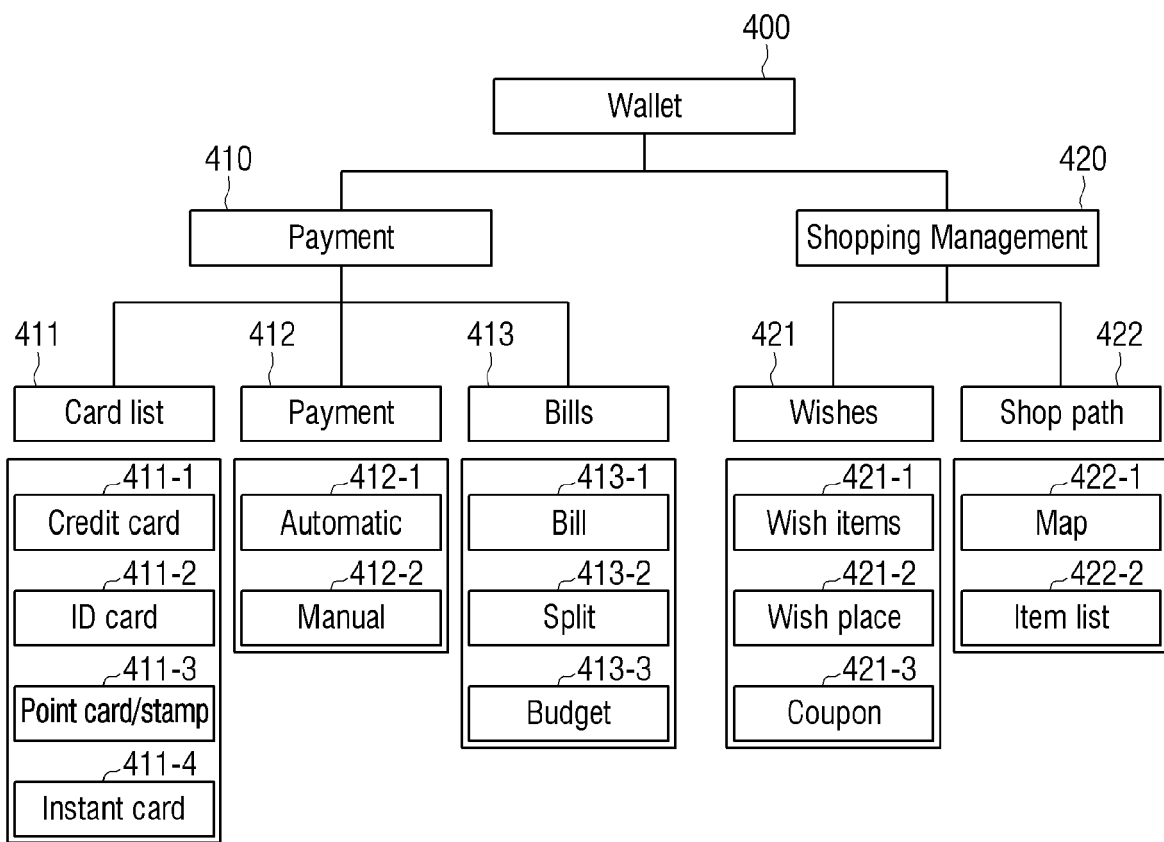 400
Wallet
410
420
Payment
Shopping Management
411
412
413
421
422
Card list
Payment
Bills
Wishes
Shop path
411-1
412-1
413-1
421-1
422-1
Credit card
Automatic
Bill
Wish items
Map
411-2
412-2
413-2
421-2
422-2
ID card
Manual
Split
Wish place
Item list
411-3
413-3
421-3
Point card/stamp
Budget
Coupon
411-4
Instant card